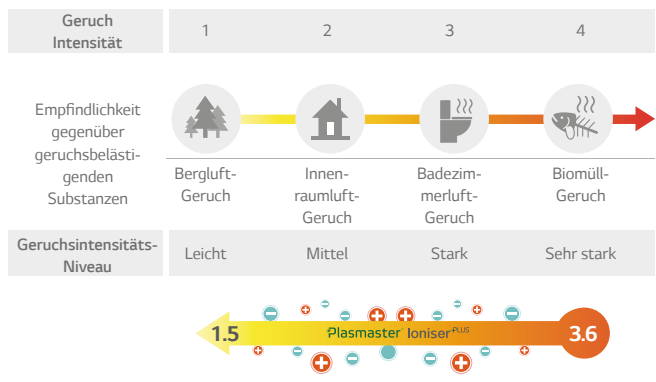 Geruch
Intensität
1
2
3
4
Empfindlichkeit
gegenüber
geruchsbelästi-
genden
Substanzen
Bergluft-
Geruch
Innen-
raumluft-
Geruch
Badezim-
merluft-
Geruch
Biomüll-
Geruch
Geruchsintensitäts-
Niveau
Leicht
Mittel
Stark
Sehr stark
1.5
Plasmaster™ Ioniser PLUS
3.6